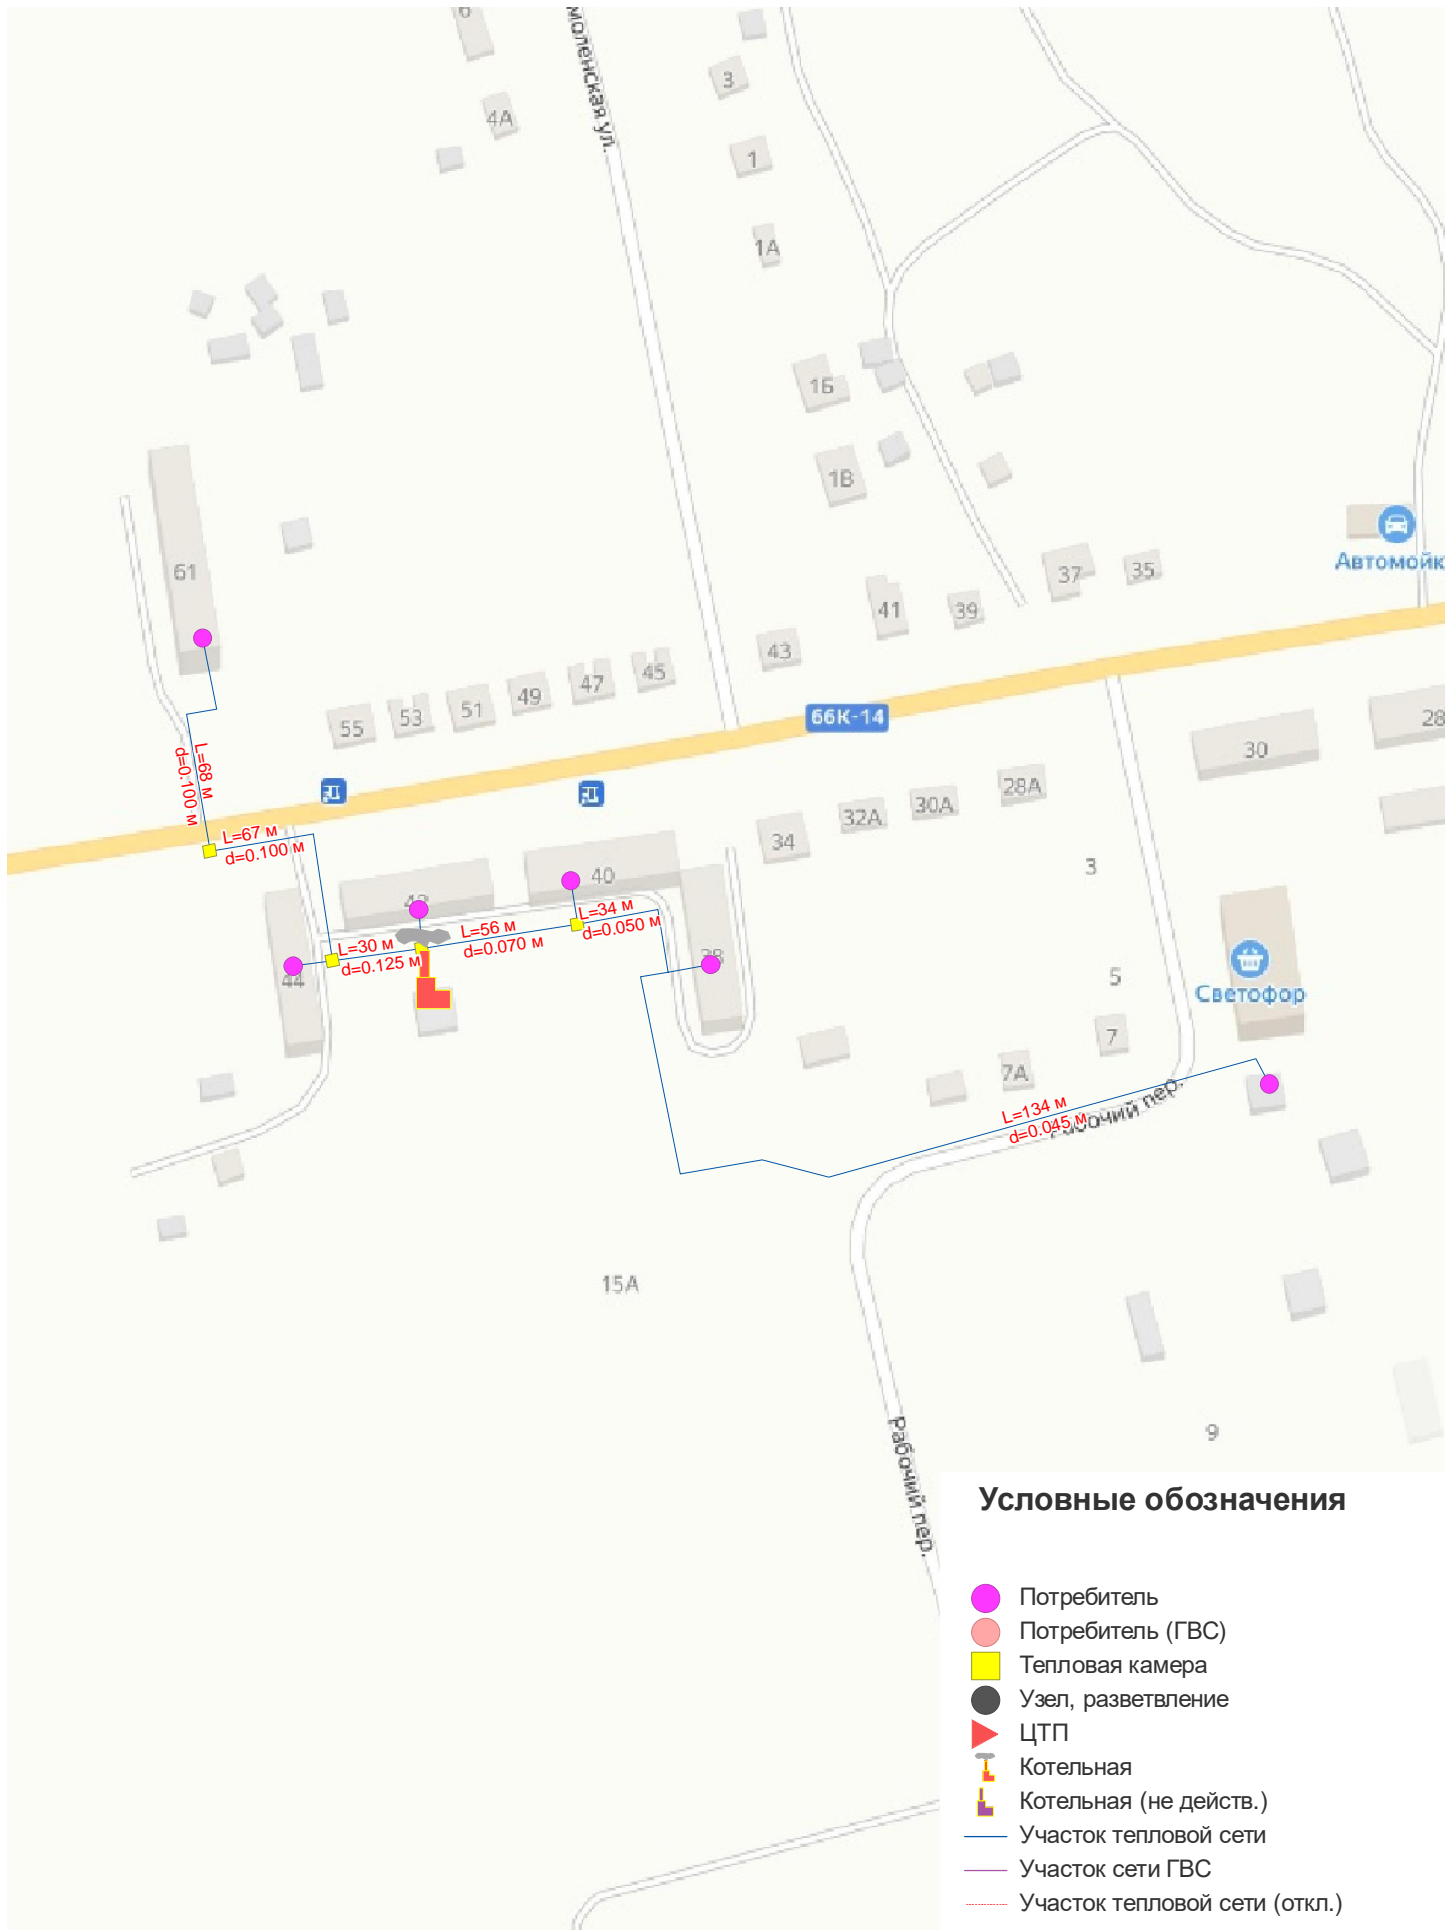 6
моленская ул.
3
4А
1
1А
1Б
1В
61
Автомойк
37
35
41
39
43
45
47
49
51
53
55
66К-14
28
30
L=68 м
d=0.100 м
28А
30А
32А
34
L=67 м
d=0.100 м
3
40
L=34 м
d=0.050 м
L=56 м
d=0.070 м
L=30 м
d=0.125 м
38
44
5
Светофор
7
7А
L=134 м
d=0.045 м
Рабочий пер.
15А
9
Рабочий пер.
Условные обозначения
Потребитель
Потребитель (ГВС)
Тепловая камера
Узел, разветвление
ЦТП
Котельная
Котельная (не действ.)
Участок тепловой сети
Участок сети ГВС
Участок тепловой сети (откл.)